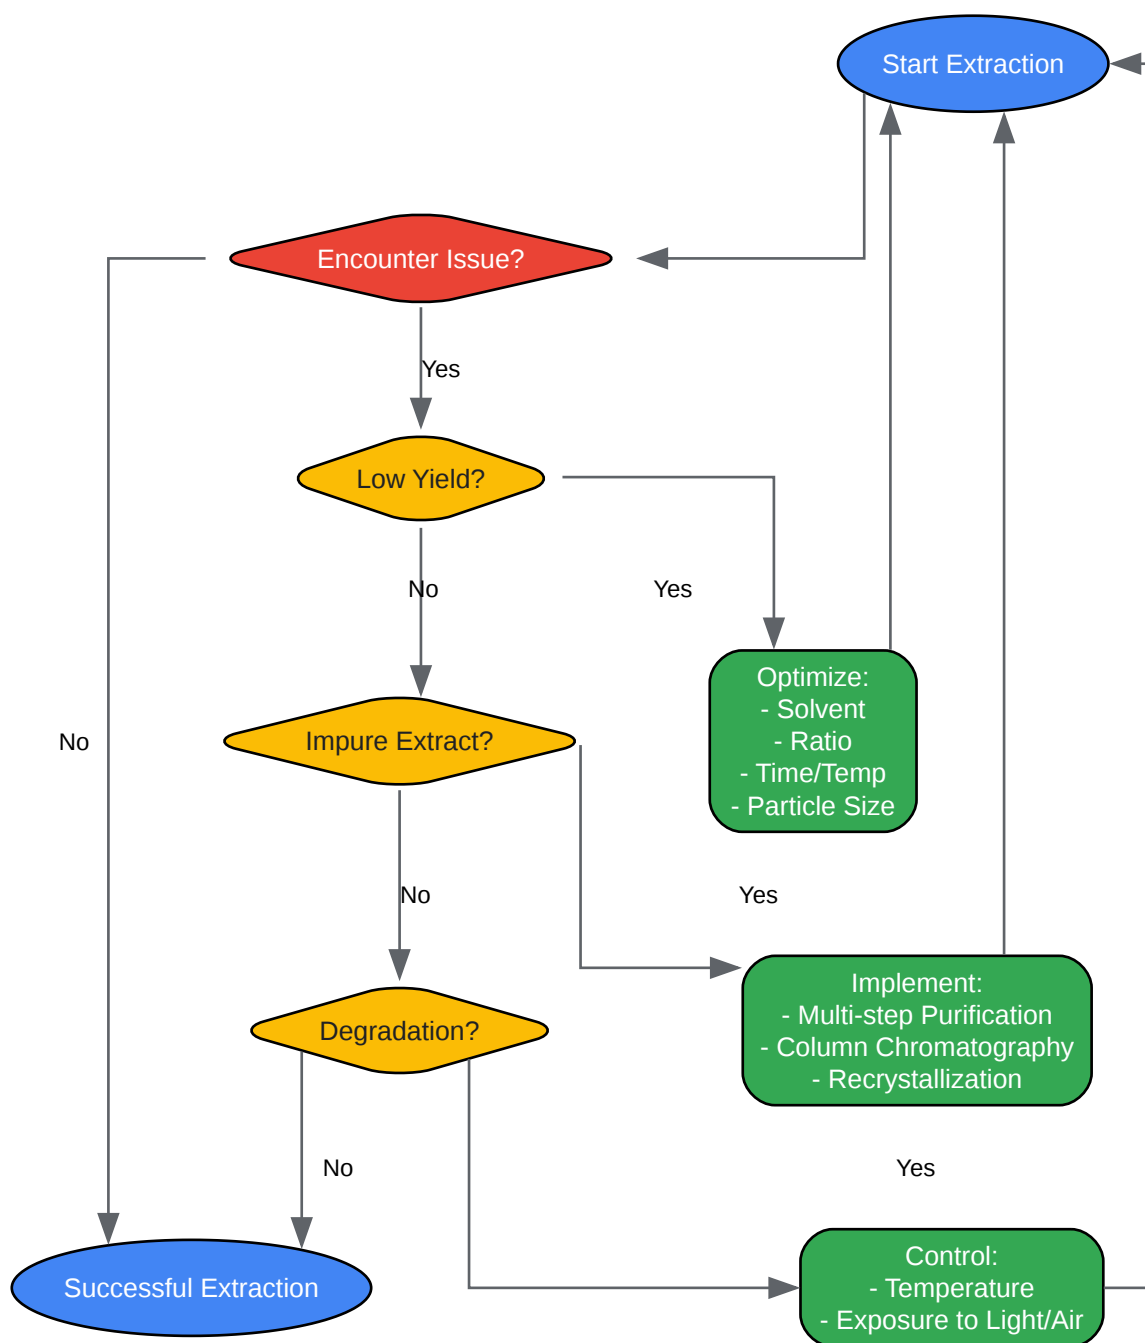 Start Extraction
Encounter Issue?
Yes
Low Yield?
No
Yes
Optimize:
- Solvent
- Ratio
- Time/Temp
- Particle Size
No
Impure Extract?
No
Yes
Implement:
- Multi-step Purification
- Column Chromatography
- Recrystallization
Degradation?
No
Yes
Successful Extraction
Control:
- Temperature
- Exposure to Light/Air